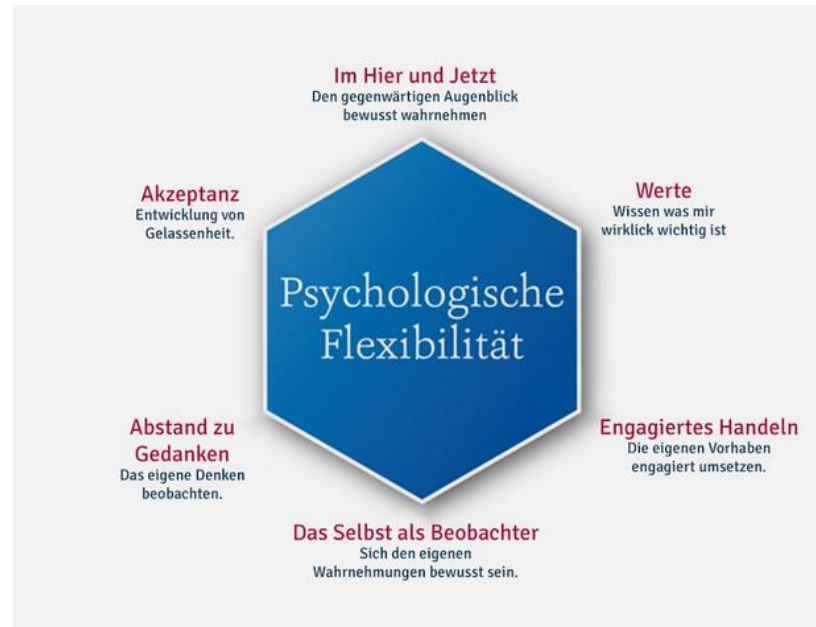 Im Hier und Jetzt
Den gegenwärtigen Augenblick
bewusst wahrnehmen
Akzeptanz
Entwicklung von
Gelassenheit.
Werte
Wissen was mir
wirklick wichtig ist
Psychologische
Flexibilität
Abstand zu
Gedanken
Das eigene Denken
beobachten.
Engagiertes Handeln
Die eigenen Vorhaben
engagiert umsetzen.
Das Selbst als Beobachter
Sich den eigenen
Wahrnehmungen bewusst sein.